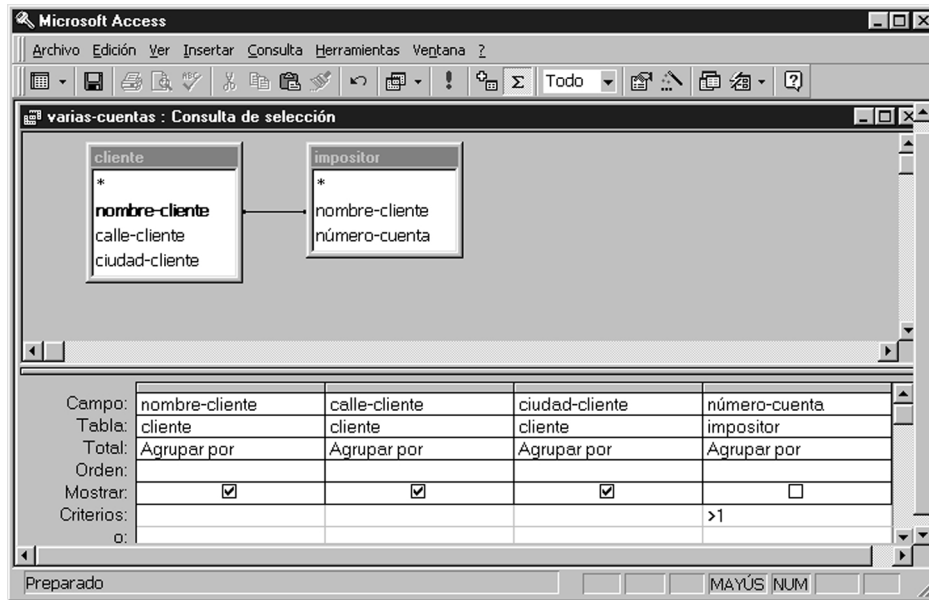 Microsoft Access
Archivo Edición Ver Insertar Consulta Herramientas Ventana ?
Todo
varias-cuentas : Consulta de selección
cliente
*
nombre-cliente
calle-cliente
ciudad-cliente
impositor
*
nombre-cliente
número-cuenta
Campo: nombre-cliente calle-cliente ciudad-cliente número-cuenta
Tabla: cliente cliente cliente impositor
Total: Agrupar por Agrupar por Agrupar por Agrupar por
Orden:
Mostrar:
Criterios: >1
o:
Preparado MAYÚS NUM